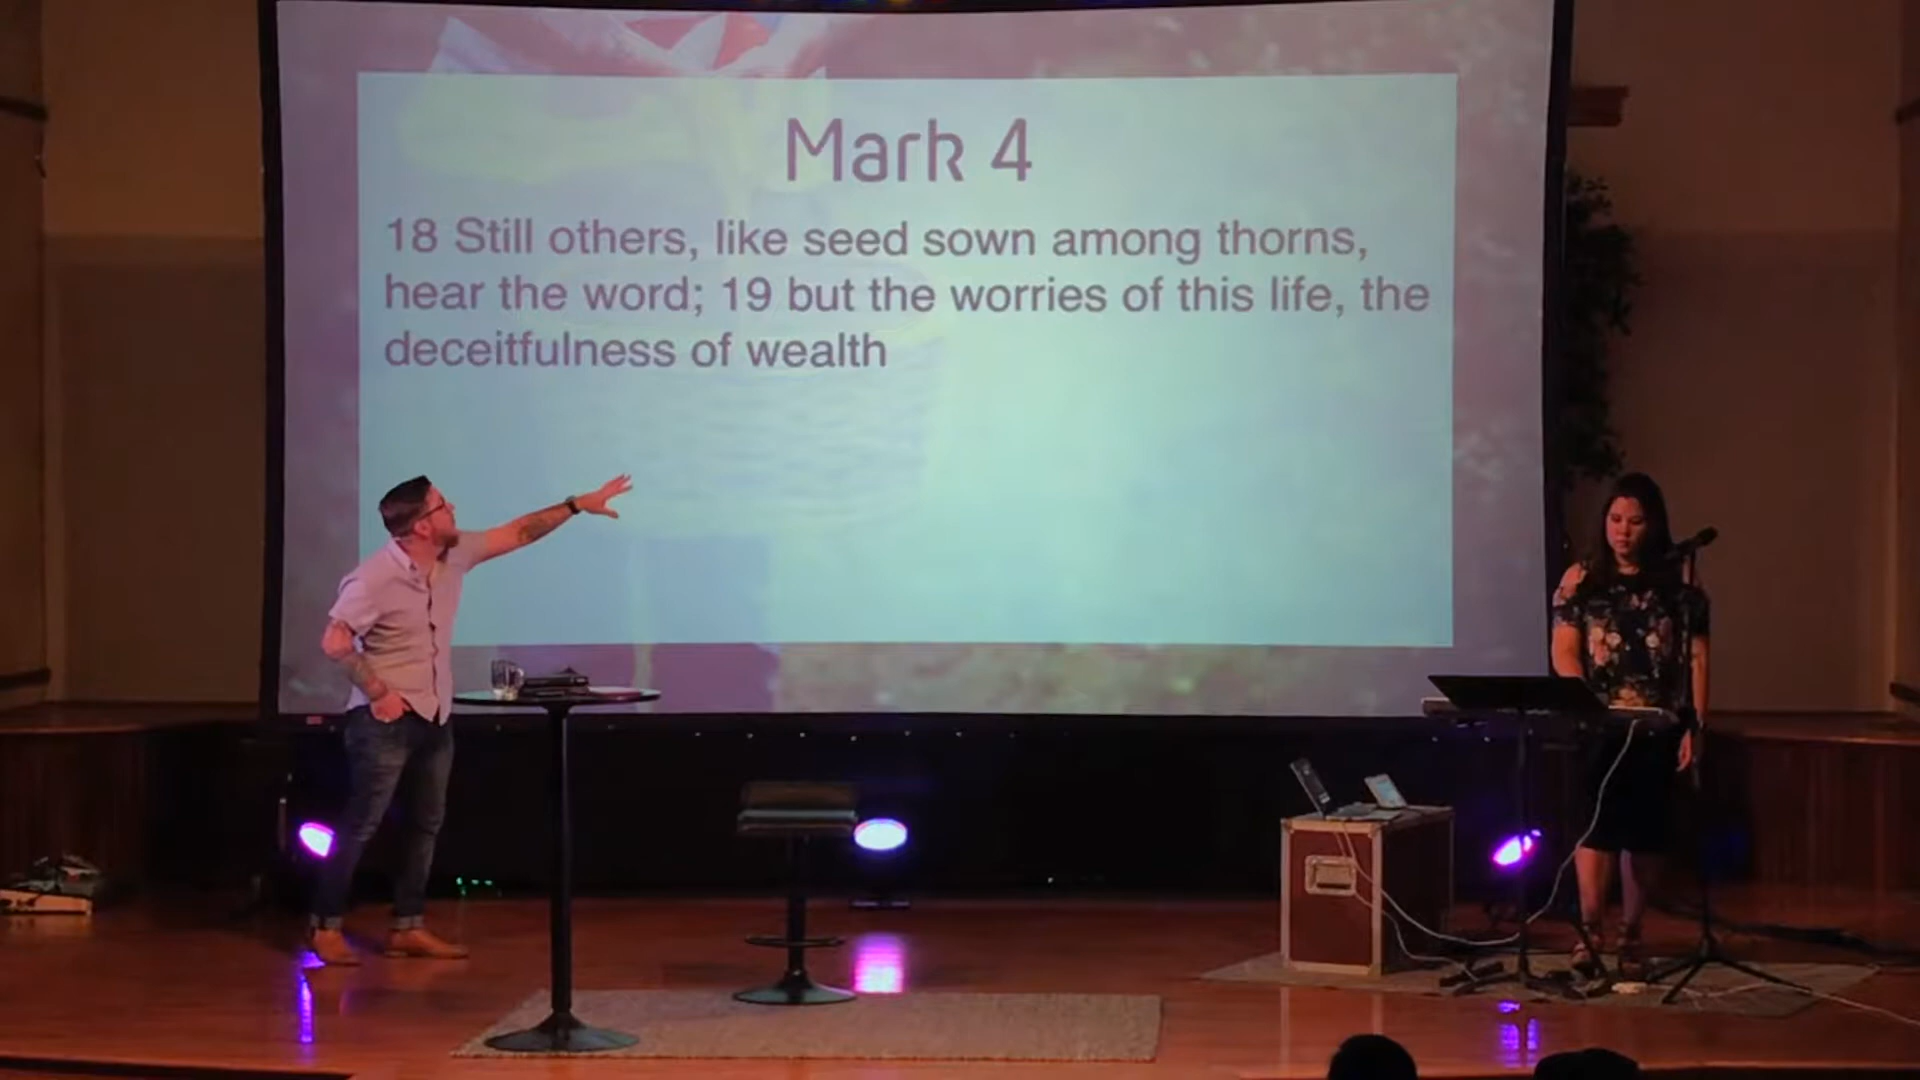 Mark 4
18 Still others, like seed sown among thorns,
hear the word; 19 but the worries of this life, the
deceitfulness of wealth